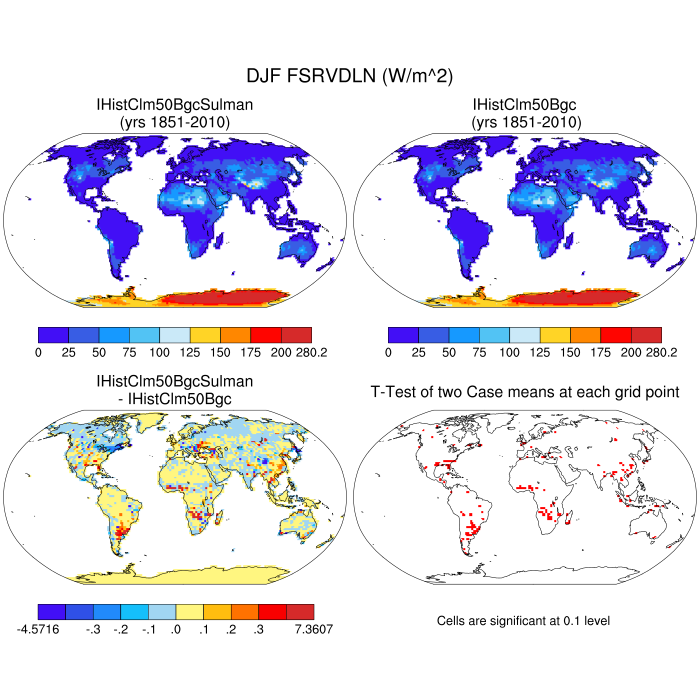 DJF FSRVDLN (W/m^2)
IHistClm50BgcSulman
(yrs 1851-2010)
IHistClm50Bgc
(yrs 1851-2010)
0 25 50 75 100 125 150 175 200 280.2
0 25 50 75 100 125 150 175 200 280.2
IHistClm50BgcSulman
- IHistClm50Bgc
T-Test of two Case means at each grid point
-4.5716 -.3 -.2 -.1 .0 .1 .2 .3 7.3607
Cells are significant at 0.1 level